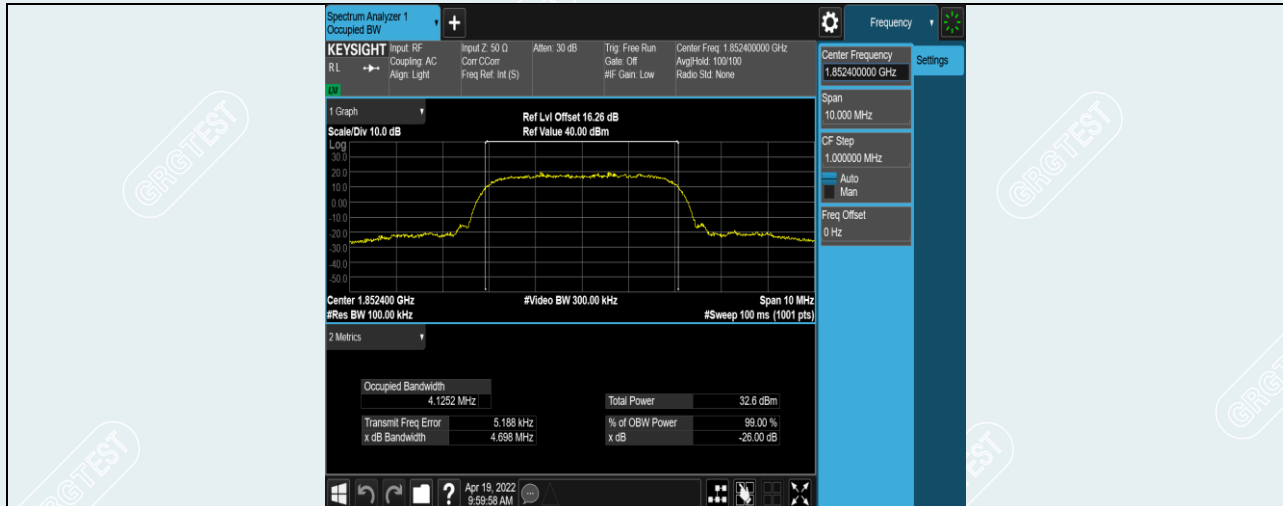 Spectrum Analyzer 1
Occupied BW
+
Frequency
KEYSIGHT Input: RF Input Z: 50 Ω Atten: 30 dB Trig: Free Run Center Freq: 1.852400000 GHz
RL Coupling: AC Corr CCorr Gate: Off Avg|Hold: 100/100
Align: Light Freq Ref: Int (S) #IF Gain: Low Radio Std: None
LXI
Center Frequency
1.852400000 GHz
Settings
Span
10.000 MHz
CF Step
1.000000 MHz
Auto
Man
Freq Offset
0 Hz
1 Graph
Ref Lvl Offset 16.26 dB
Scale/Div 10.0 dB Ref Value 40.00 dBm
Log
30.0
20.0
10.0
0.00
-10.0
-20.0
-30.0
-40.0
-50.0
Center 1.852400 GHz #Video BW 300.00 kHz Span 10 MHz
#Res BW 100.00 kHz #Sweep 100 ms (1001 pts)
2 Metrics
Occupied Bandwidth
4.1252 MHz Total Power 32.6 dBm
Transmit Freq Error 5.188 kHz % of OBW Power 99.00 %
x dB Bandwidth 4.698 MHz x dB -26.00 dB
? Apr 19, 2022
9:59:58 AM
GRGTEST
GRGTEST
GRGTEST
GRGTEST